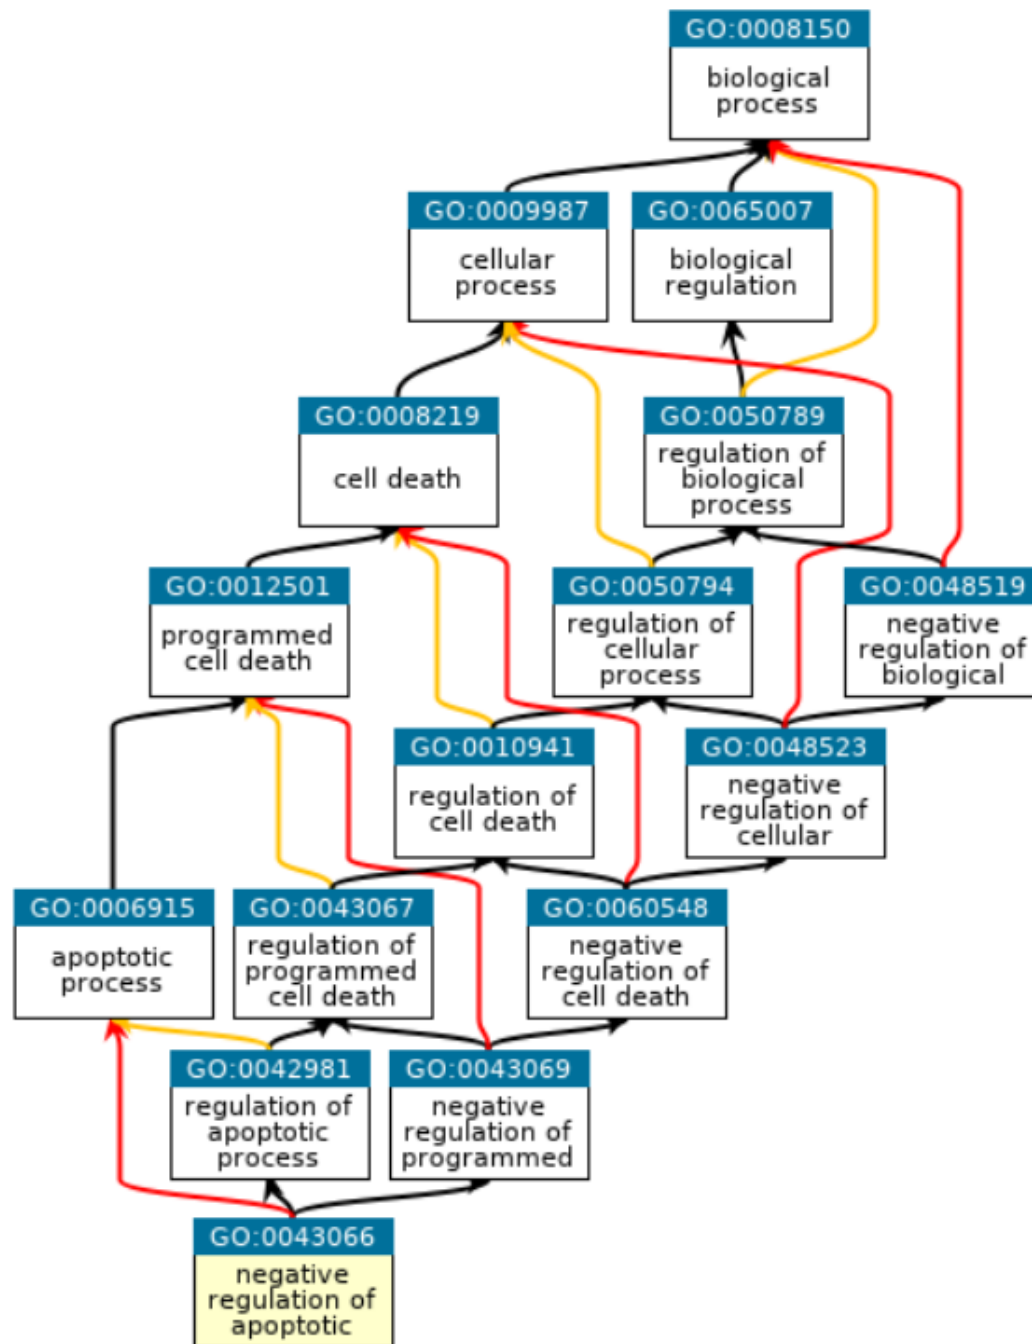 GO:0008150
biological
process
GO:0009987
cellular
process
GO:0065007
biological
regulation
GO:0008219
cell death
GO:0050789
regulation of
biological
process
GO:0012501
programmed
cell death
GO:0050794
regulation of
cellular
process
GO:0048519
negative
regulation of
biological
GO:0010941
regulation of
cell death
GO:0048523
negative
regulation of
cellular
GO:0006915
apoptotic
process
GO:0043067
regulation of
programmed
cell death
GO:0060548
negative
regulation of
cell death
GO:0042981
regulation of
apoptotic
process
GO:0043069
negative
regulation of
programmed
GO:0043066
negative
regulation of
apoptotic